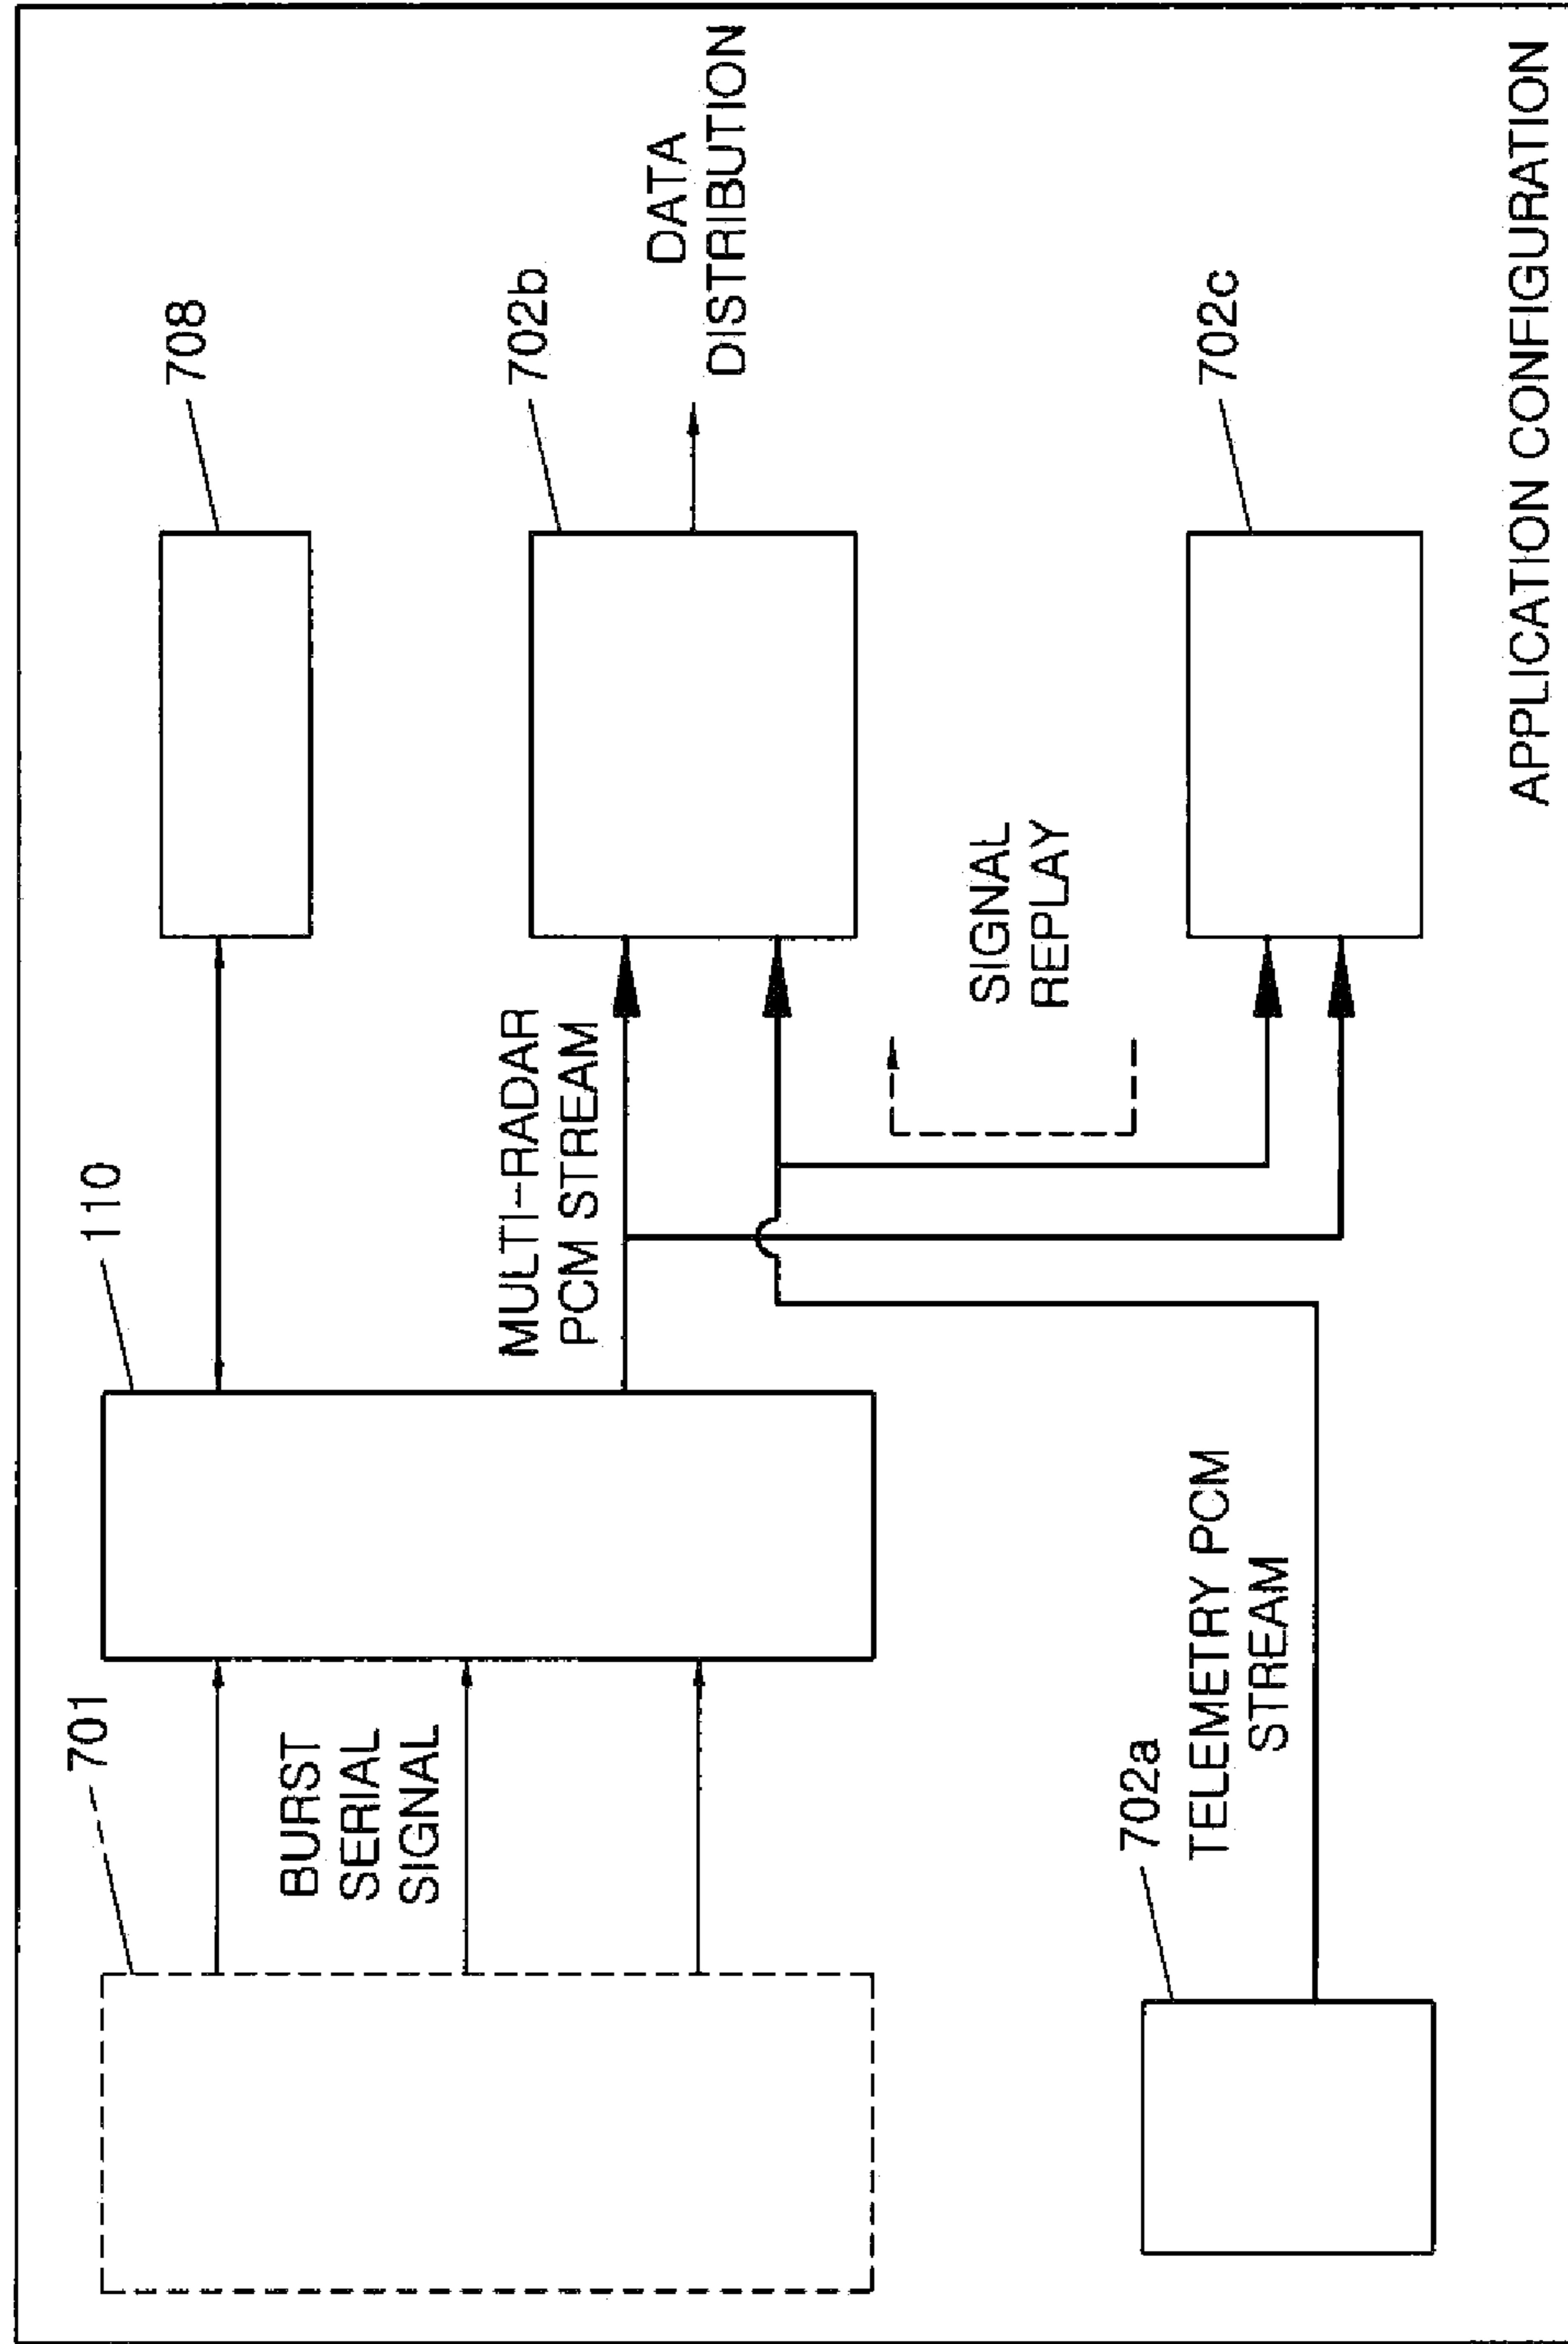 701
BURST
SERIAL
SIGNAL
110
708
MULTI-RADAR
PCM STREAM
702b
DATA
DISTRIBUTION
SIGNAL
REPLAY
702a
TELEMETRY PCM
STREAM
702c
APPLICATION CONFIGURATION